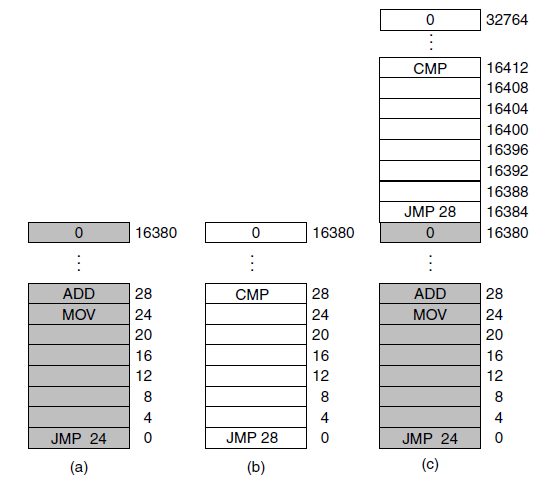 0 32764
CMP 16412
16408
16404
16400
16396
16392
16388
JMP 28 16384
0 16380 0 16380 0 16380
ADD 28 CMP 28 ADD 28
MOV 24 24 MOV 24
20 20 20
16 16 16
12 12 12
8 8 8
4 4 4
JMP 24 0 JMP 28 0 JMP 24 0
(a) (b) (c)